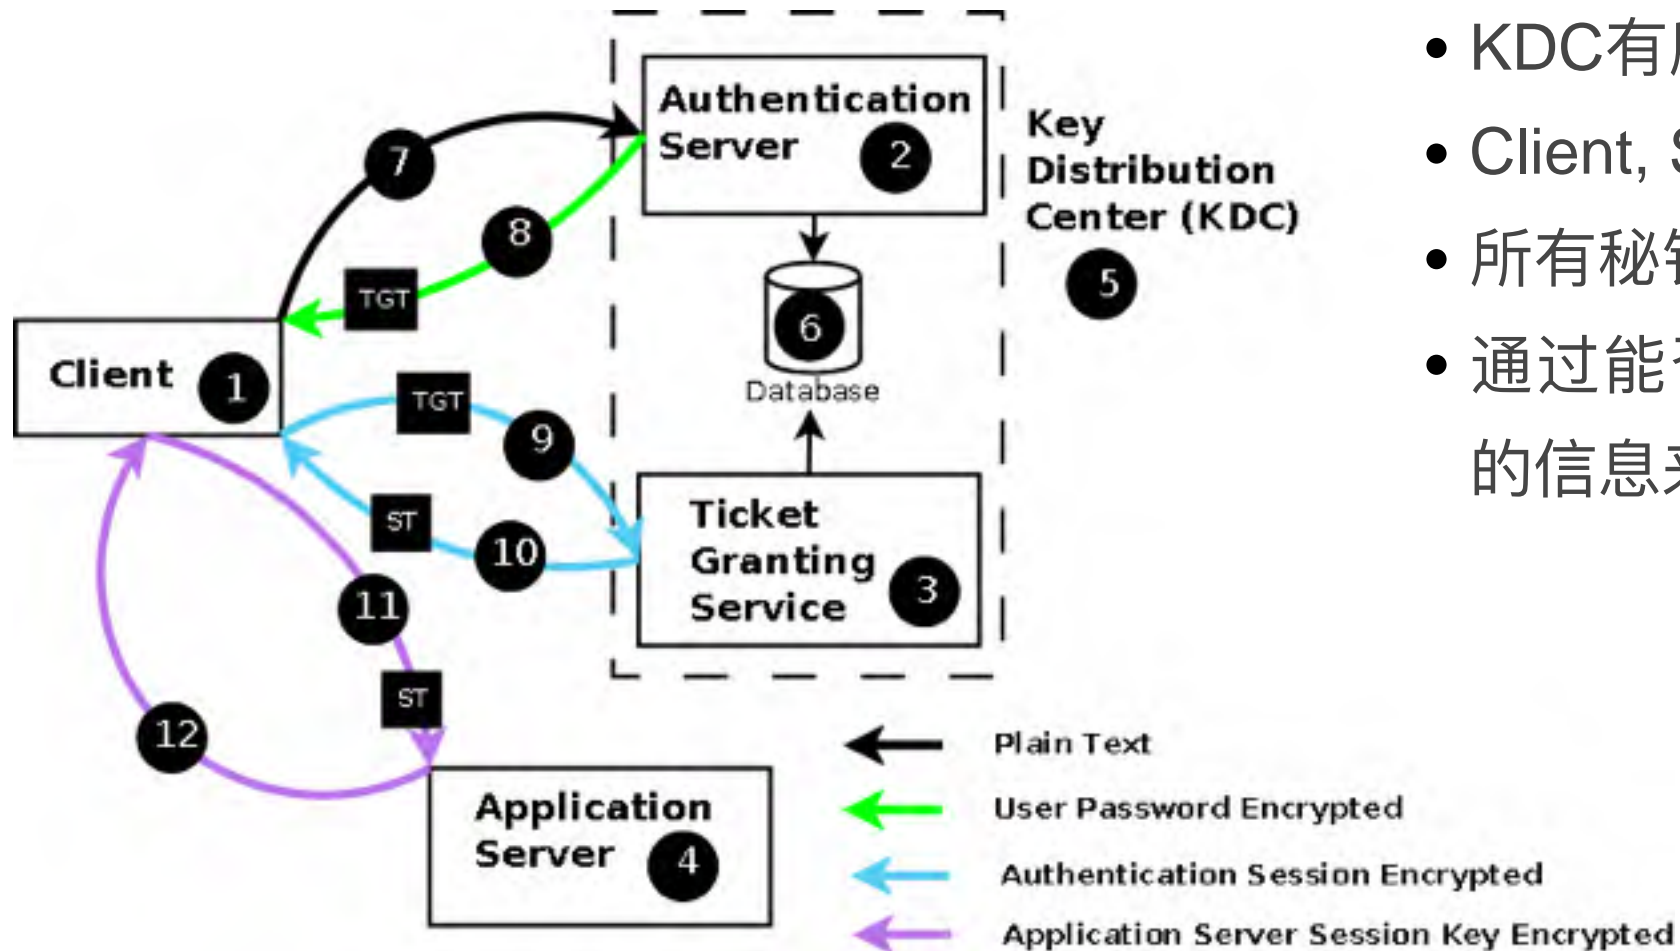 Authentication
Server
2
Key
Distribution
Center (KDC)
5
7
8
TGT
6
Database
Client
1
TGT
9
ST
10
Ticket
Granting
Service
3
11
ST
12
Application
Server
4
Plain Text
User Password Encrypted
Authentication Session Encrypted
Application Server Session Key Encrypted
• KDC有
• Client,
• 所有秘
• 通过能
的信息